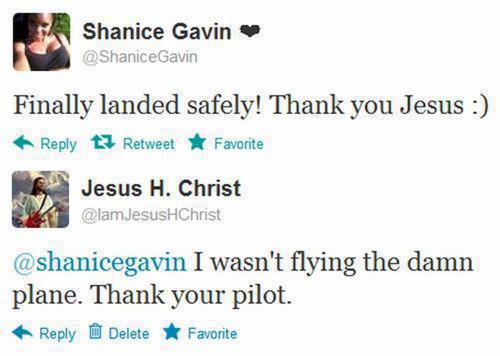 Shanice Gavin ❤
@ShaniceGavin
Finally landed safely! Thank you Jesus :)
Reply Retweet Favorite
Jesus H. Christ
@IamJesusHChrist
@shanicegavin I wasn't flying the damn
plane. Thank your pilot.
Reply Delete Favorite